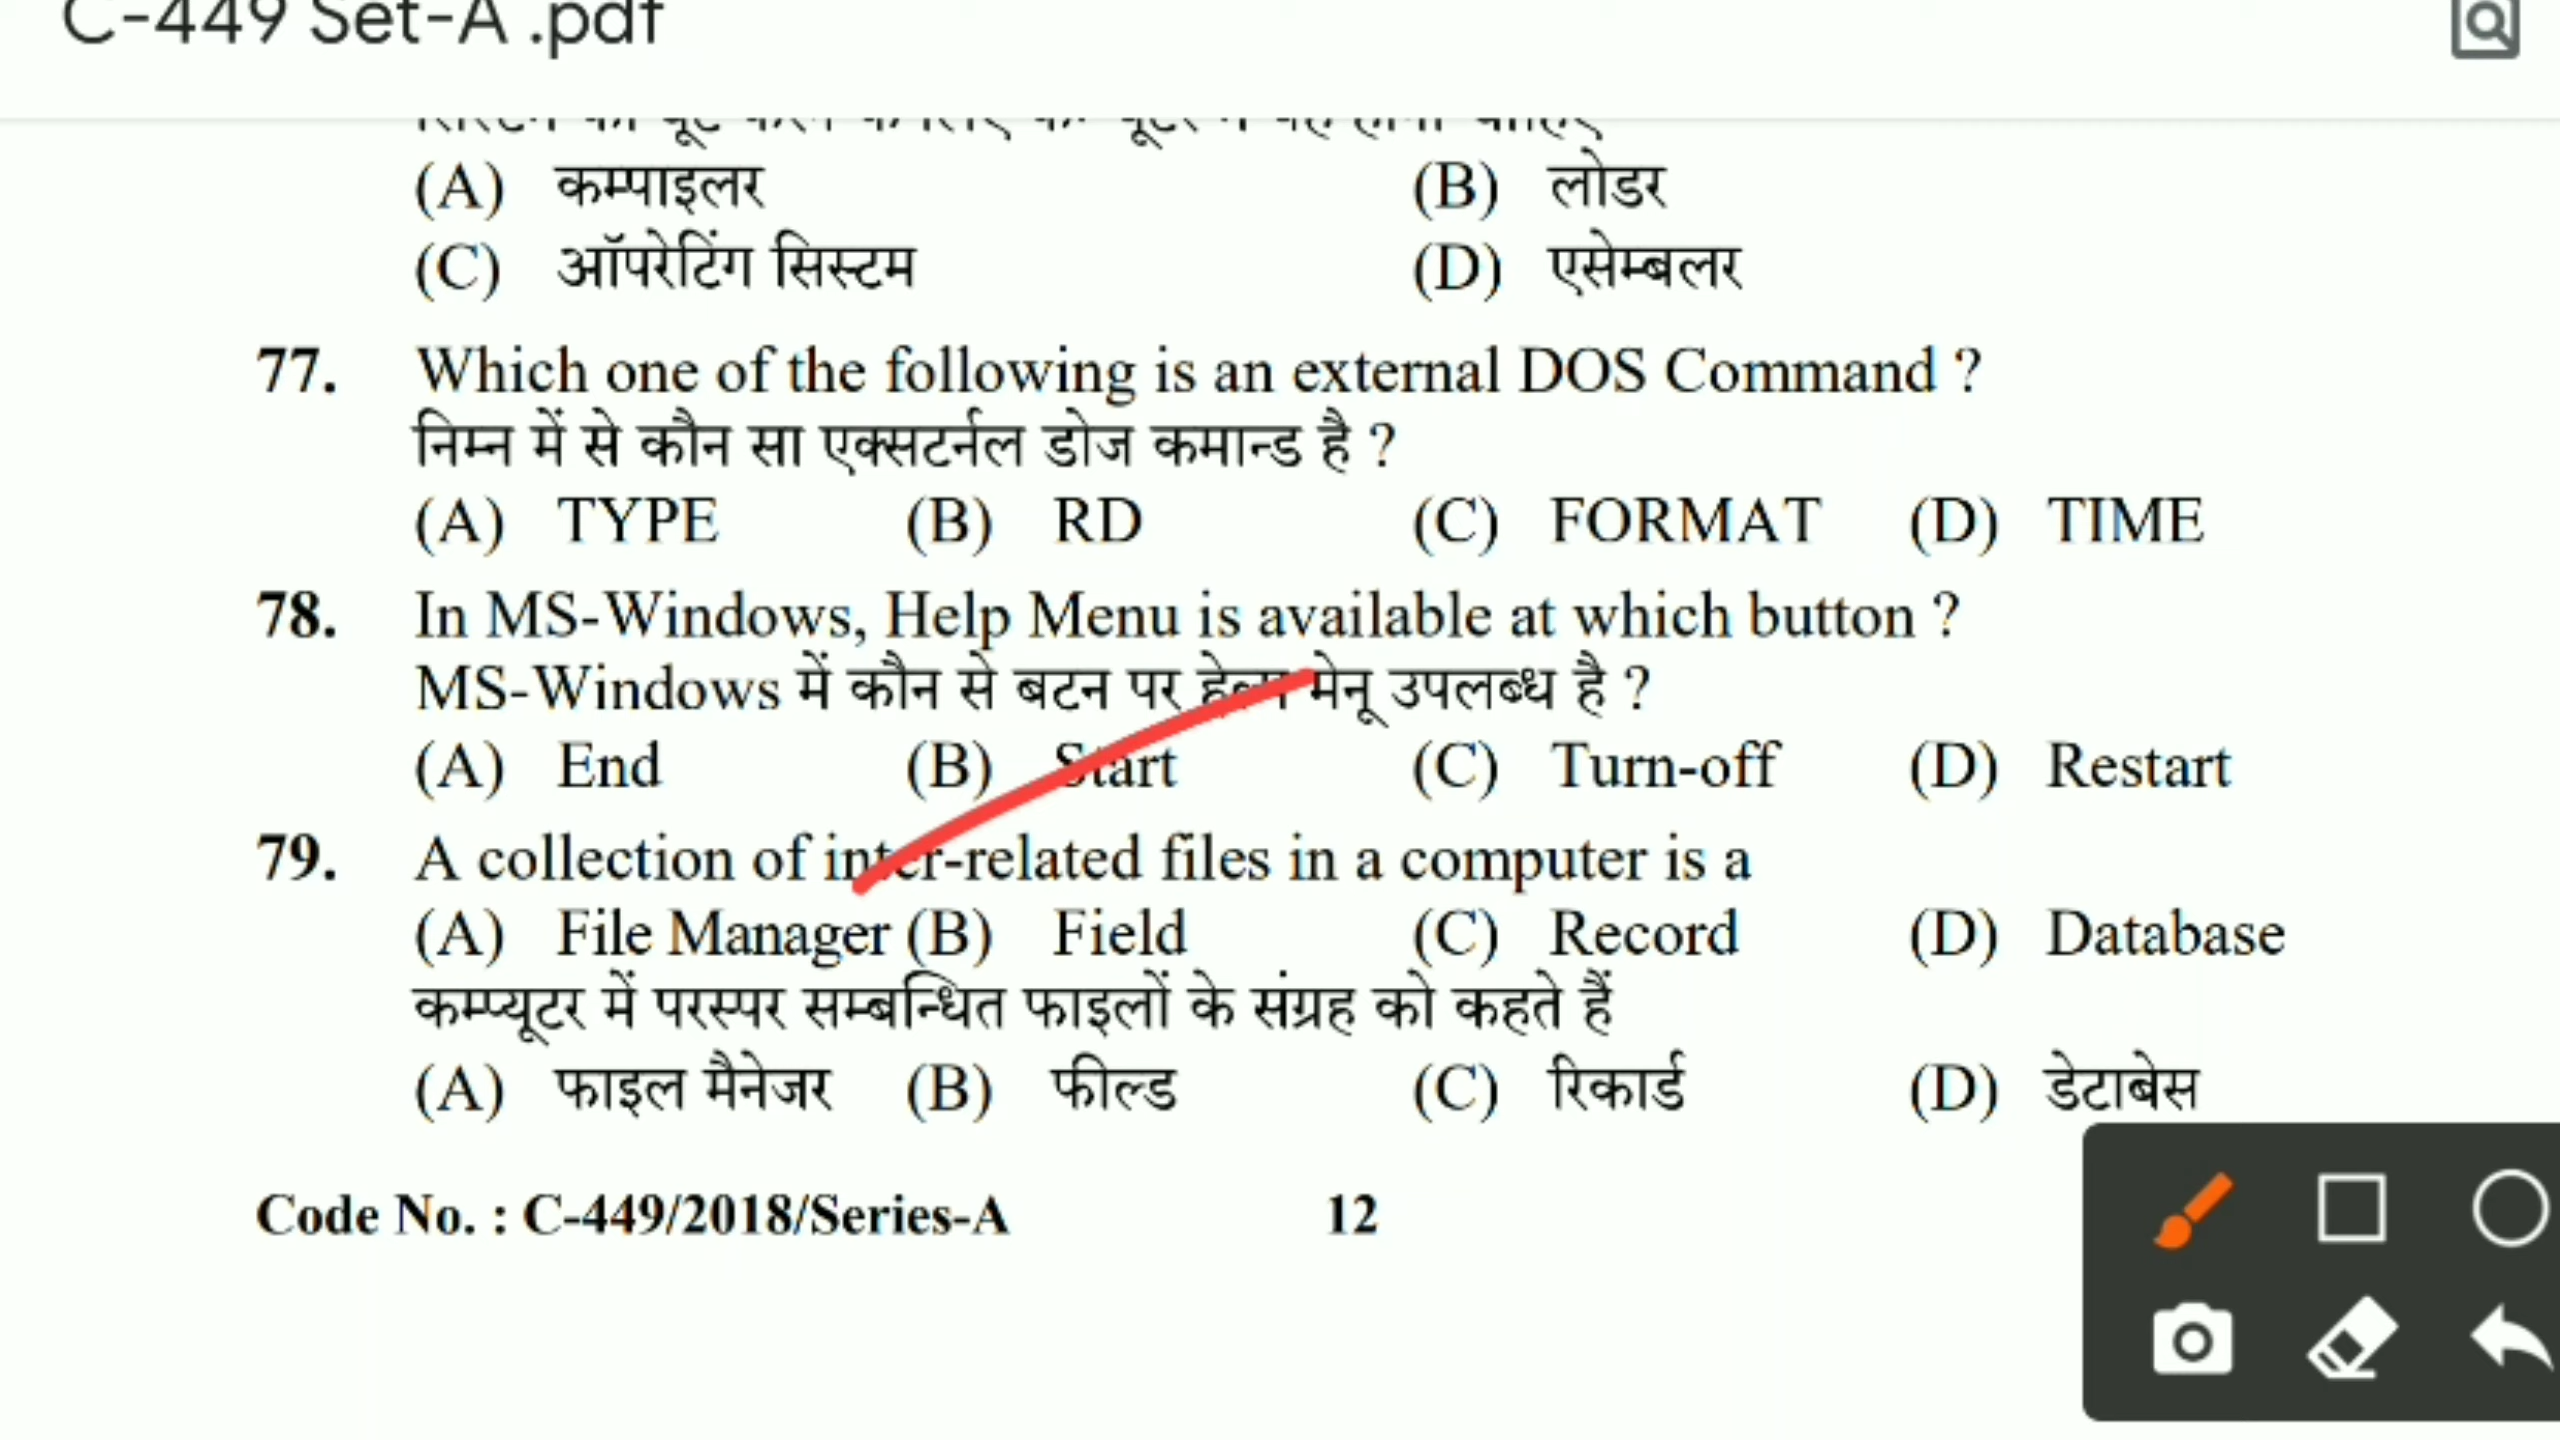 C-449 Set-A .pdf
(A) कम्पाइलर (B) लोडर
(C) ऑपरेटिंग सिस्टम (D) एसेम्बलर
77. Which one of the following is an external DOS Command ?
निम्न में से कौन सा एक्सटर्नल डोज कमान्ड है ?
(A) TYPE (B) RD (C) FORMAT (D) TIME
78. In MS-Windows, Help Menu is available at which button ?
MS-Windows में कौन से बटन पर हेल्प मेनू उपलब्ध है ?
(A) End (B) Start (C) Turn-off (D) Restart
79. A collection of inter-related files in a computer is a
(A) File Manager (B) Field (C) Record (D) Database
कम्प्यूटर में परस्पर सम्बन्धित फाइलों के संग्रह को कहते हैं
(A) फाइल मैनेजर (B) फील्ड (C) रिकार्ड (D) डेटाबेस
Code No. : C-449/2018/Series-A 12